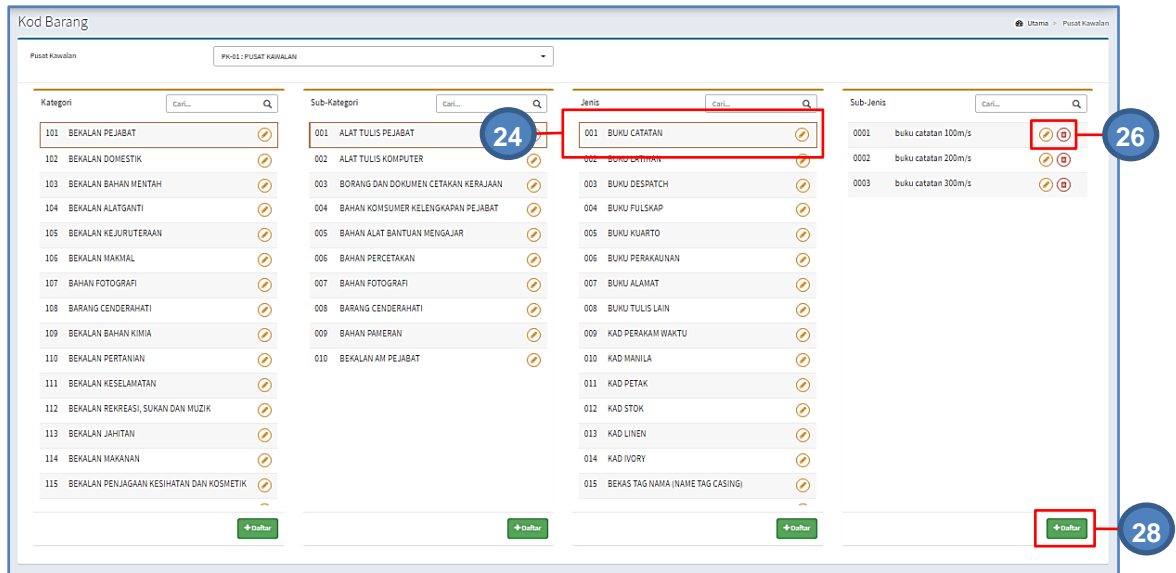 Kod Barang
Utama > Pusat Kawalan
Pusat Kawalan
PK-01 : PUSAT KAWALAN
Kategori
Cari...
101 BEKALAN PEJABAT
102 BEKALAN DOMESTIK
103 BEKALAN BAHAN MENTAH
104 BEKALAN ALATGANTI
105 BEKALAN KEJURUTERAAN
106 BEKALAN MAKMAL
107 BAHAN FOTOGRAFI
108 BARANG CENDERAHATI
109 BEKALAN BAHAN KIMIA
110 BEKALAN PERTANIAN
111 BEKALAN KESELAMATAN
112 BEKALAN REKREASI, SUKAN DAN MUZIK
113 BEKALAN JAHITAN
114 BEKALAN MAKANAN
115 BEKALAN PENJAGAAN KESIHATAN DAN KOSMETIK
+Daftar
Sub-Kategori
Cari...
001 ALAT TULIS PEJABAT
002 ALAT TULIS KOMPUTER
003 BORANG DAN DOKUMEN CETAKAN KERAJAAN
004 BAHAN KOMSUMER KELENGKAPAN PEJABAT
005 BAHAN ALAT BANTUAN MENGAJAR
006 BAHAN PERCETAKAN
007 BAHAN FOTOGRAFI
008 BARANG CENDERAHATI
009 BAHAN PAMERAN
010 BEKALAN AM PEJABAT
+Daftar
24
Jenis
Cari...
001 BUKU CATATAN
002 BUKU LATIHAN
003 BUKU DESPATCH
004 BUKU FULSKAP
005 BUKU KUARTO
006 BUKU PERAKAUNAN
007 BUKU ALAMAT
008 BUKU TULIS LAIN
009 KAD PERAKAM WAKTU
010 KAD MANILA
011 KAD PETAK
012 KAD STOK
013 KAD LINEN
014 KAD IVORY
015 BEKAS TAG NAMA (NAME TAG CASING)
+Daftar
Sub-Jenis
Cari...
0001 buku catatan 100m/s
0002 buku catatan 200m/s
0003 buku catatan 300m/s
26
+Daftar
28